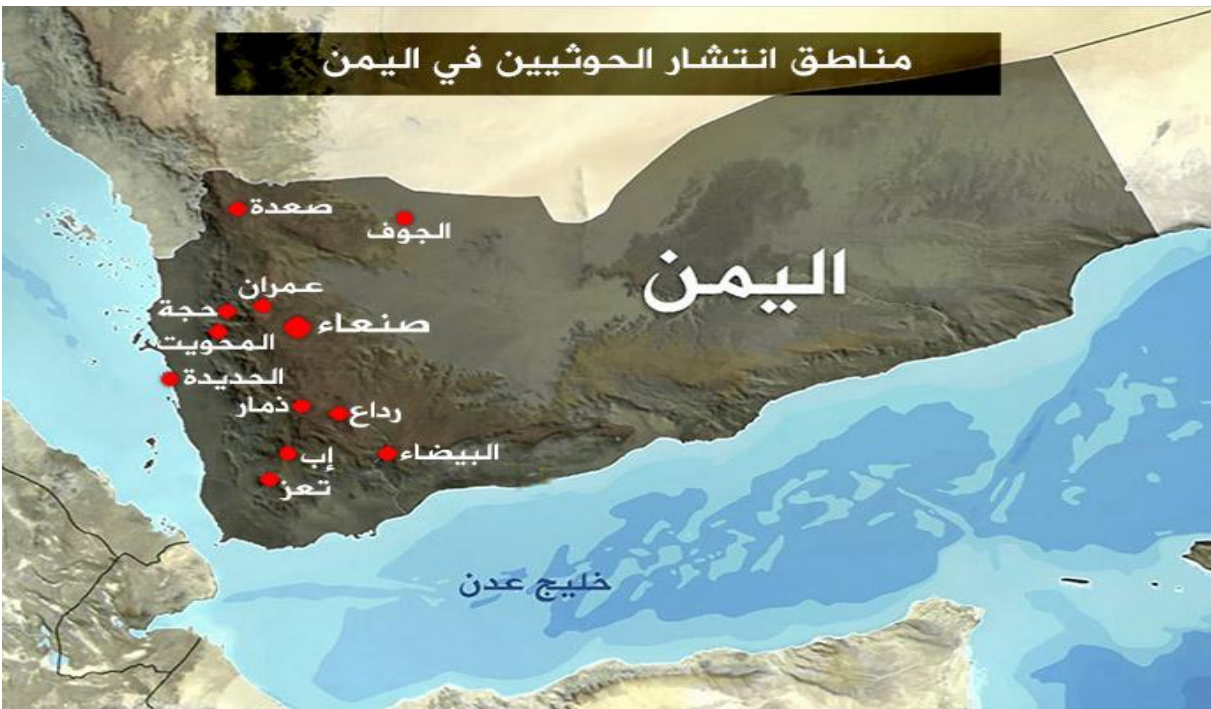 مناطق انتشار الحوثيين في اليمن
صعدة
الجوف
اليمن
عمران
حجة
صنعاء
المحويت
الحديدة
ذمار
رداع
إب
البيضاء
تعز
خليج عدن